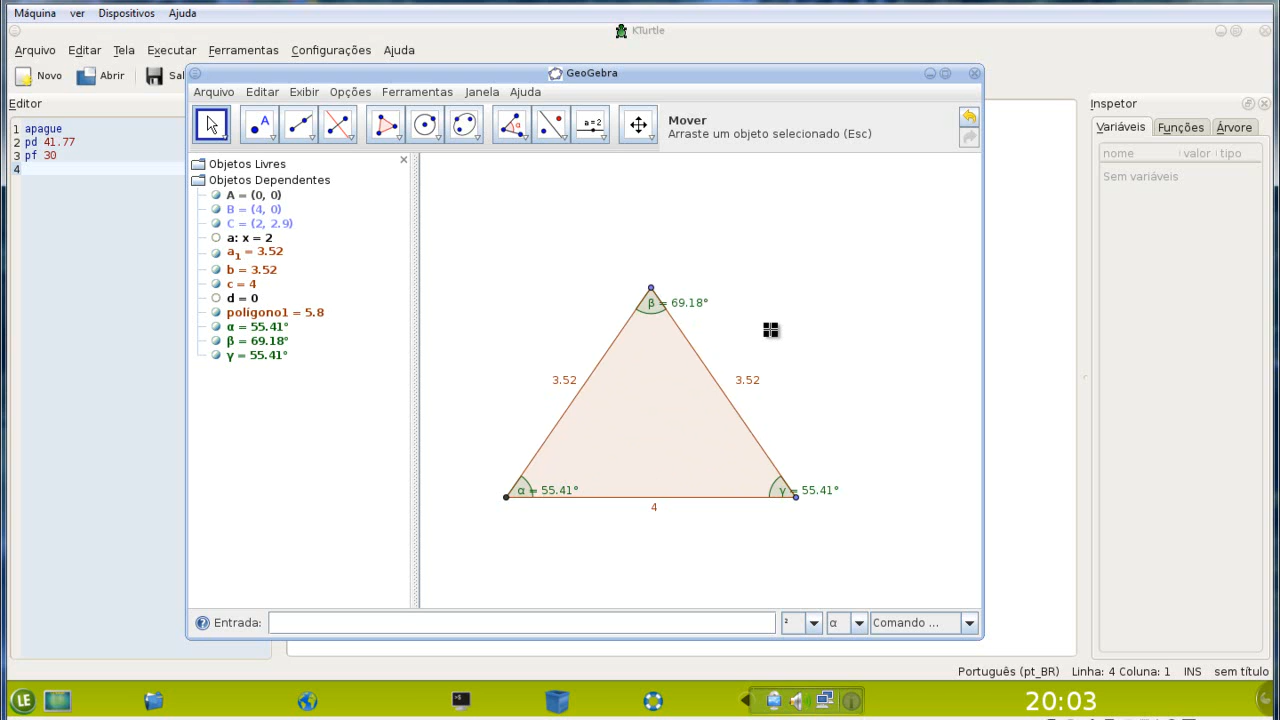 Máquina ver Dispositivos Ajuda
KTurtle
Arquivo Editar Tela Executar Ferramentas Configurações Ajuda
Novo Abrir
Editor
1 apague
2 pd 41.77
3 pf 30
4
GeoGebra
Arquivo Editar Exibir Opções Ferramentas Janela Ajuda
A α a=2
Mover
Arraste um objeto selecionado (Esc)
Objetos Livres
Objetos Dependentes
A = (0, 0)
B = (4, 0)
C = (2, 2.9)
a: x = 2
a1 = 3.52
b = 3.52
c = 4
d = 0
polígono1 = 5.8
α = 55.41°
β = 69.18°
γ = 55.41°
β = 69.18°
3.52 3.52
α = 55.41° γ = 55.41°
4
Entrada: ² α Comando ...
Inspetor
Variáveis Funções Árvore
nome valor tipo
Sem variáveis
Português (pt_BR) Linha: 4 Coluna: 1 INS sem título
LE 20:03